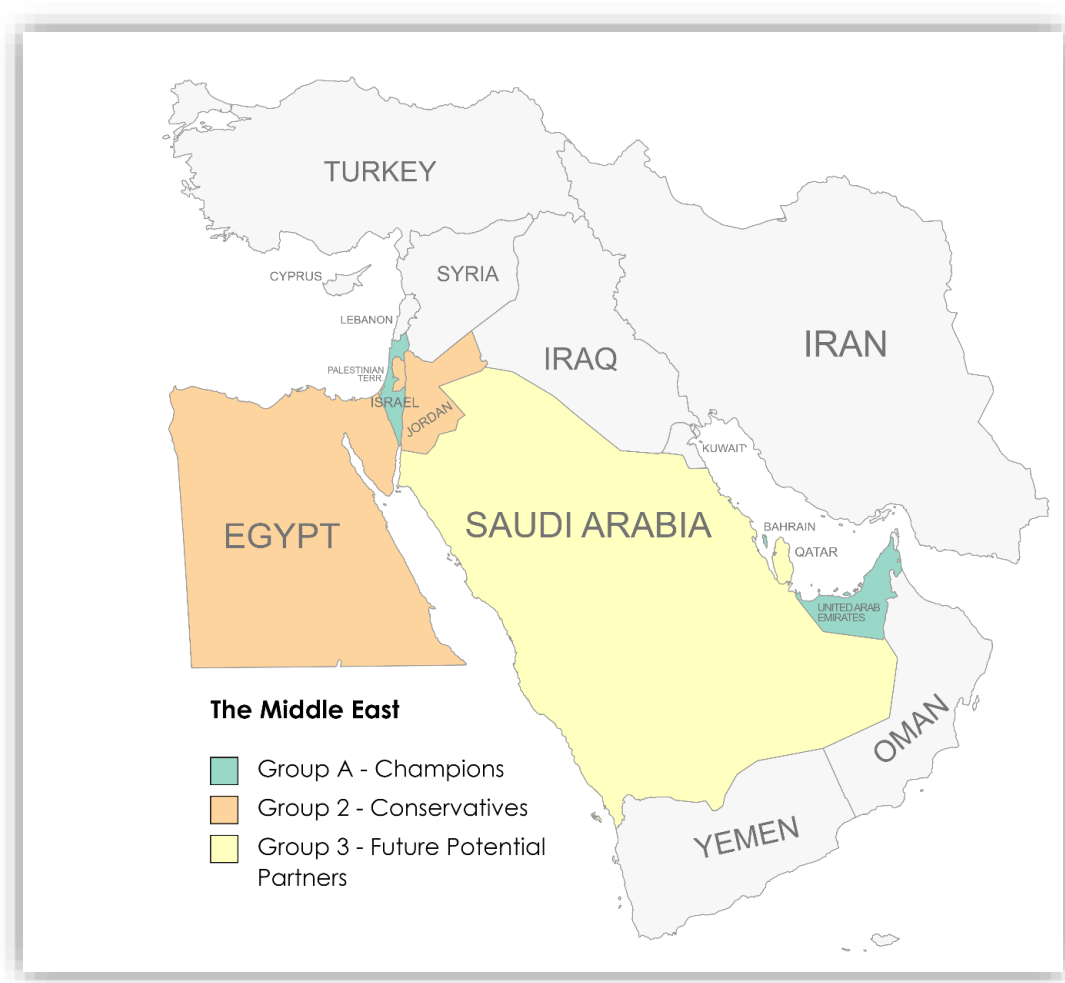 TURKEY
CYPRUS
SYRIA
LEBANON
IRAQ
IRAN
PALESTINIAN
TERR.
ISRAEL
JORDAN
KUWAIT
EGYPT
SAUDI ARABIA
BAHRAIN
QATAR
UNITED ARAB
EMIRATES
OMAN
YEMEN
The Middle East
Group A - Champions
Group 2 - Conservatives
Group 3 - Future Potential
Partners